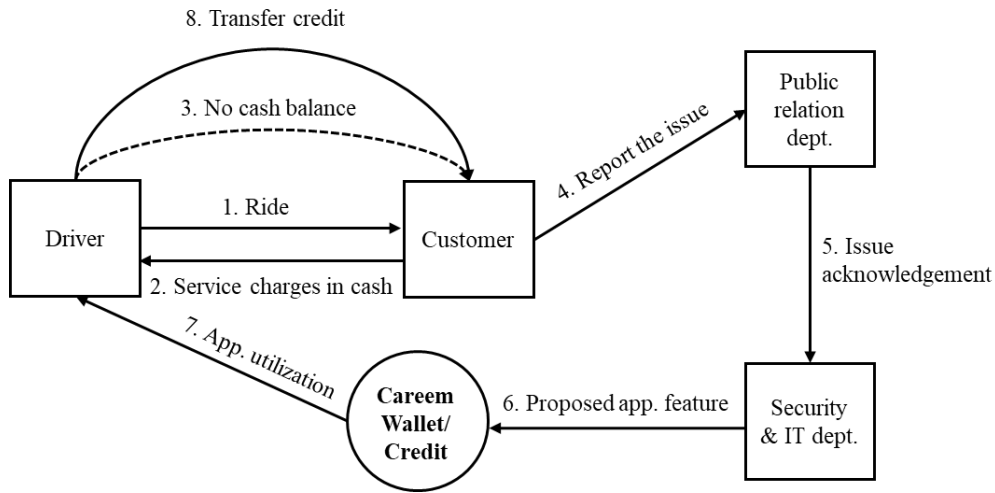 8. Transfer credit
3. No cash balance
Public
relation
dept.
4. Report the issue
1. Ride
Driver
Customer
2. Service charges in cash
5. Issue
acknowledgement
7. App. utilization
Careem
Wallet/
Credit
6. Proposed app. feature
Security
& IT dept.